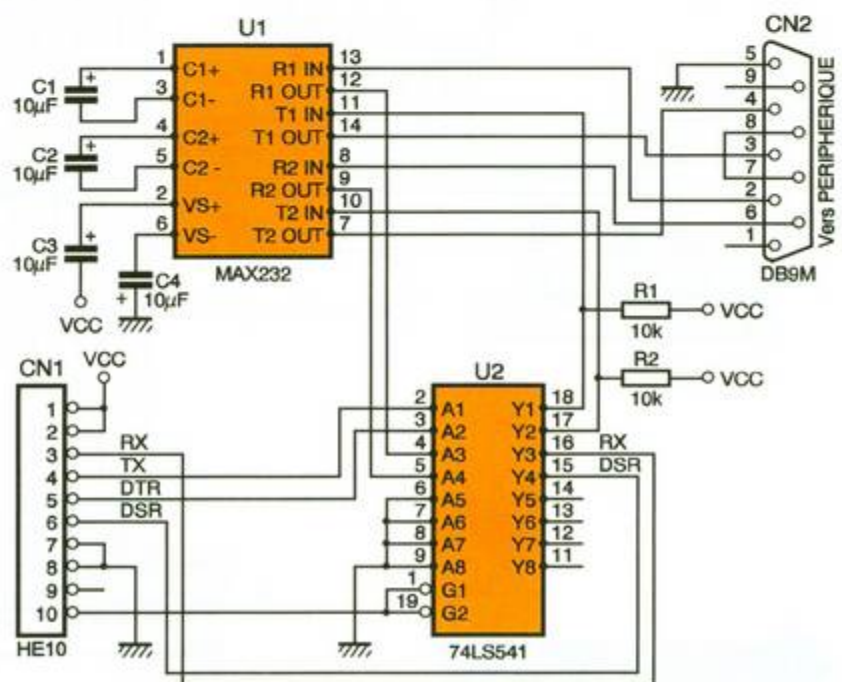 U1
CN2
1 C1+ R1 IN 13
C1 10µF +
3 C1- R1 OUT 12
T1 IN 11
4 C2+ T1 OUT 14
C2 10µF +
5 C2 - R2 IN 8
R2 OUT 9
2 VS+ T2 IN 10
6 VS- T2 OUT 7
C3 10µF +
C4 10µF +
VCC
MAX232
5
9
4
8
3
7
2
6
1
Vers PERIPHERIQUE
DB9M
R1
10k
VCC
R2
10k
VCC
CN1
VCC
1
2
3 RX
4 TX
5 DTR
6 DSR
7
8
9
10
HE10
U2
2 A1 Y1 18
3 A2 Y2 17
4 A3 Y3 16 RX
5 A4 Y4 15 DSR
6 A5 Y5 14
7 A6 Y6 13
8 A7 Y7 12
9 A8 Y8 11
1 G1
19 G2
74LS541